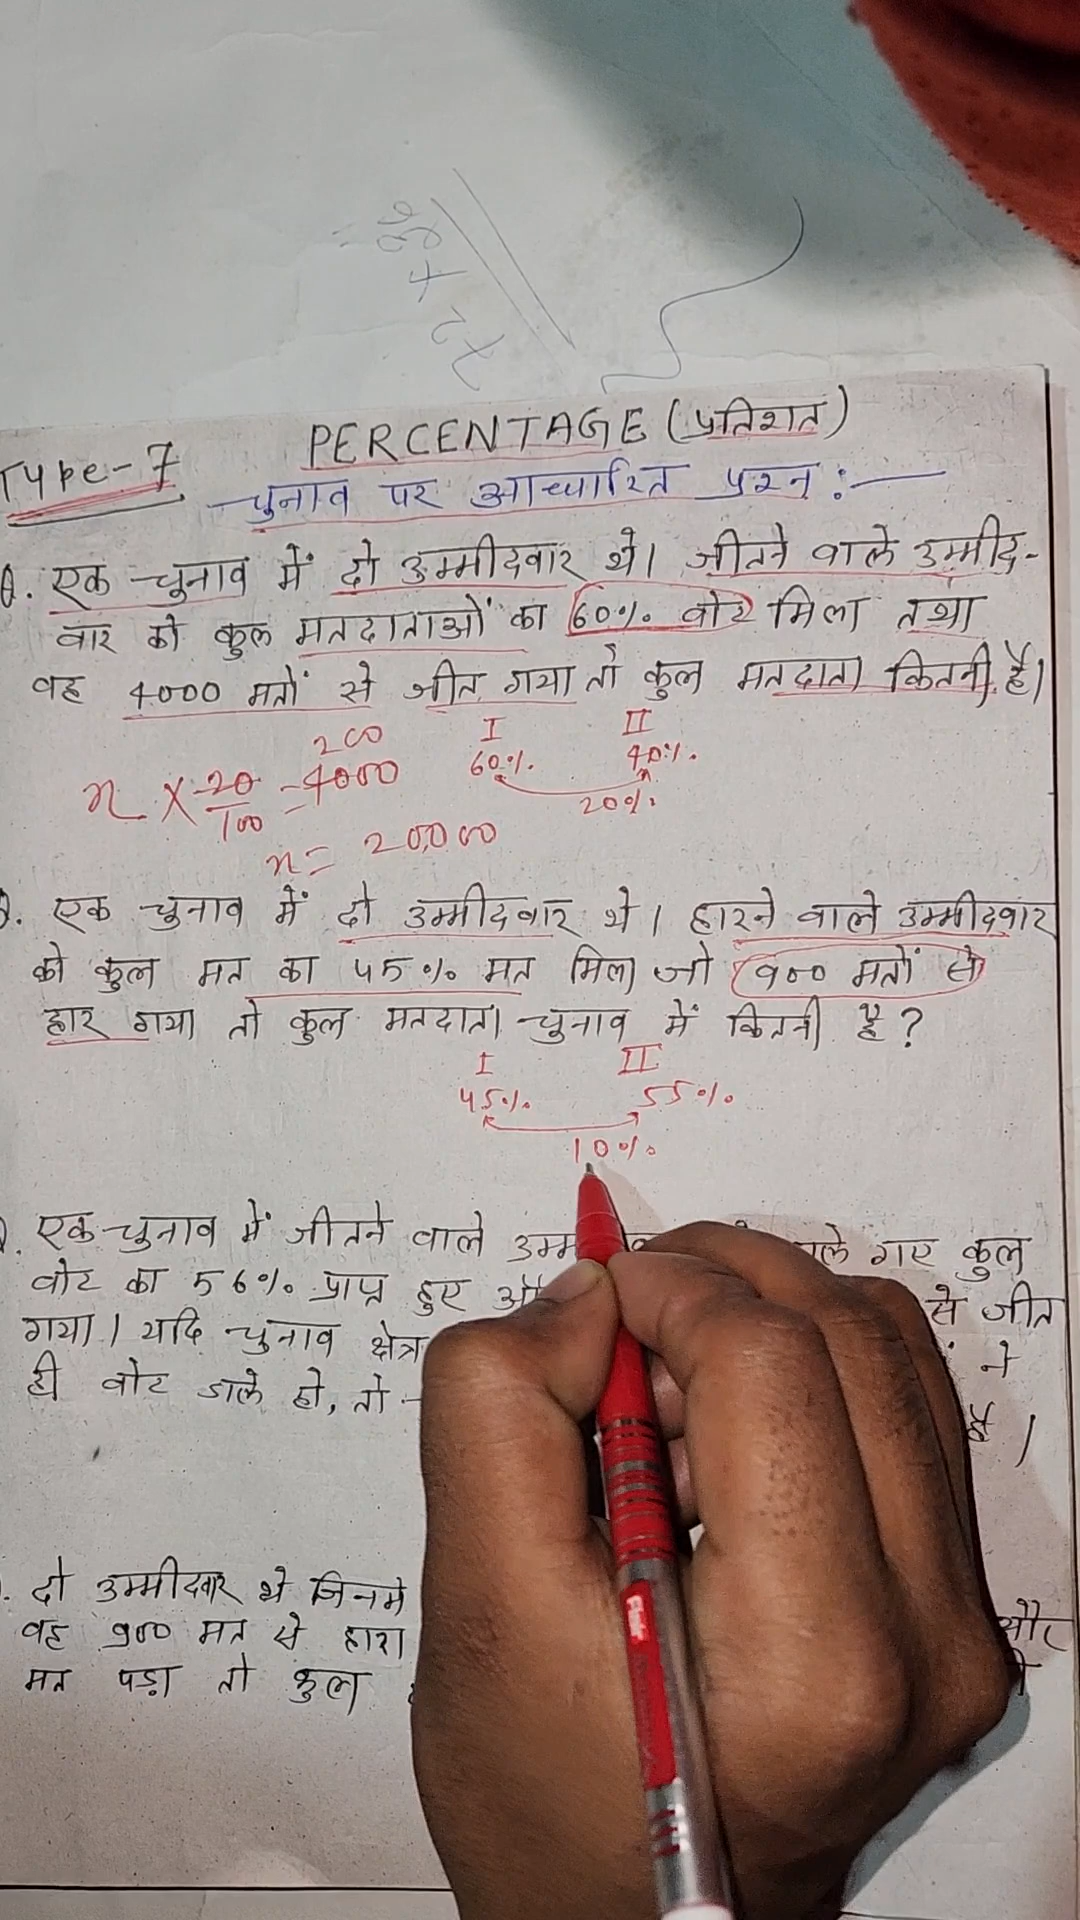 PERCENTAGE (प्रतिशत)
Type-7
चुनाव पर आधारित प्रश्न :—
Q. एक चुनाव में दो उम्मीदवार थे। जीतने वाले उम्मीद-
वार को कुल मतदाताओं का 60% वोट मिला तथा
वह 4000 मतों से जीत गया तो कुल मतदाता कितनी है।
I II
60% 40%
20%
n × 20/100 = 4000 200
n = 20,000
Q. एक चुनाव में दो उम्मीदवार थे। हारने वाले उम्मीदवार
को कुल मत का 45% मत मिला जो (900 मतों से)
हार गया तो कुल मतदाता चुनाव में कितनी है?
I II
45% 55%
10%
Q. एक चुनाव में जीतने वाले गए कुल
वोट का 56% प्राप्त हुए से जीत
गया। यदि चुनाव क्षेत्र ने
ही वोट डाले हो, तो
है।
दो उम्मीदवार थे जिनमे
वह 900 मत से हारा और
मत पड़ा तो कुल